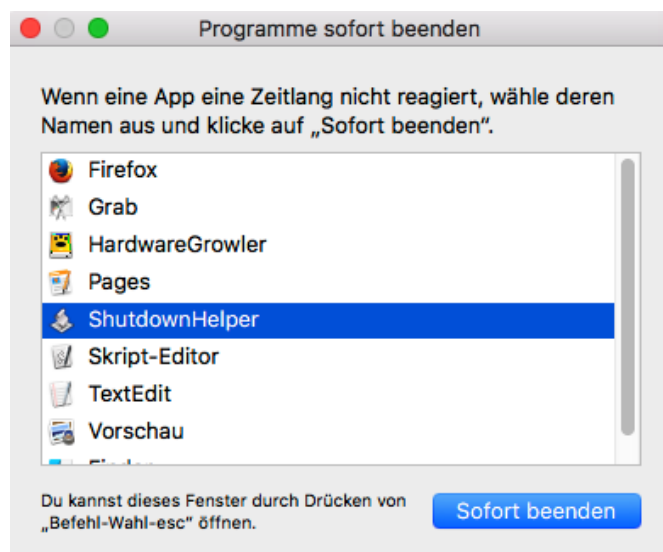 Programme sofort beenden
Wenn eine App eine Zeitlang nicht reagiert, wähle deren
Namen aus und klicke auf „Sofort beenden“.
Firefox
Grab
HardwareGrowler
Pages
ShutdownHelper
Skript-Editor
TextEdit
Vorschau
Du kannst dieses Fenster durch Drücken von
„Befehl-Wahl-esc“ öffnen.
Sofort beenden